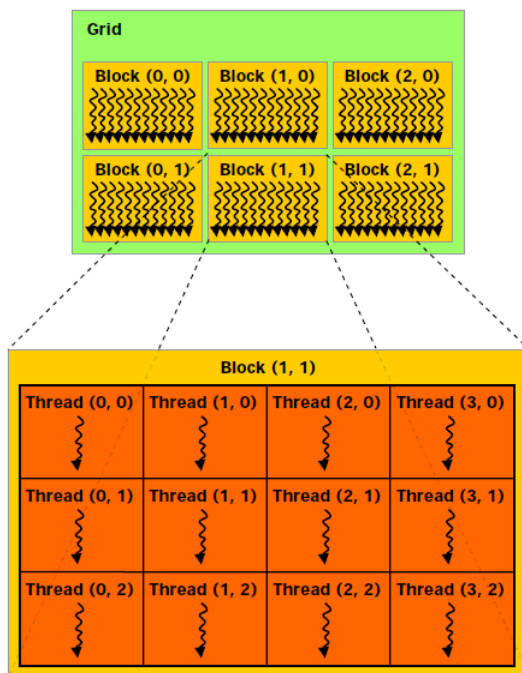 Grid
Block (0, 0) Block (1, 0) Block (2, 0)
Block (0, 1) Block (1, 1) Block (2, 1)
Block (1, 1)
Thread (0, 0) Thread (1, 0) Thread (2, 0) Thread (3, 0)
Thread (0, 1) Thread (1, 1) Thread (2, 1) Thread (3, 1)
Thread (0, 2) Thread (1, 2) Thread (2, 2) Thread (3, 2)